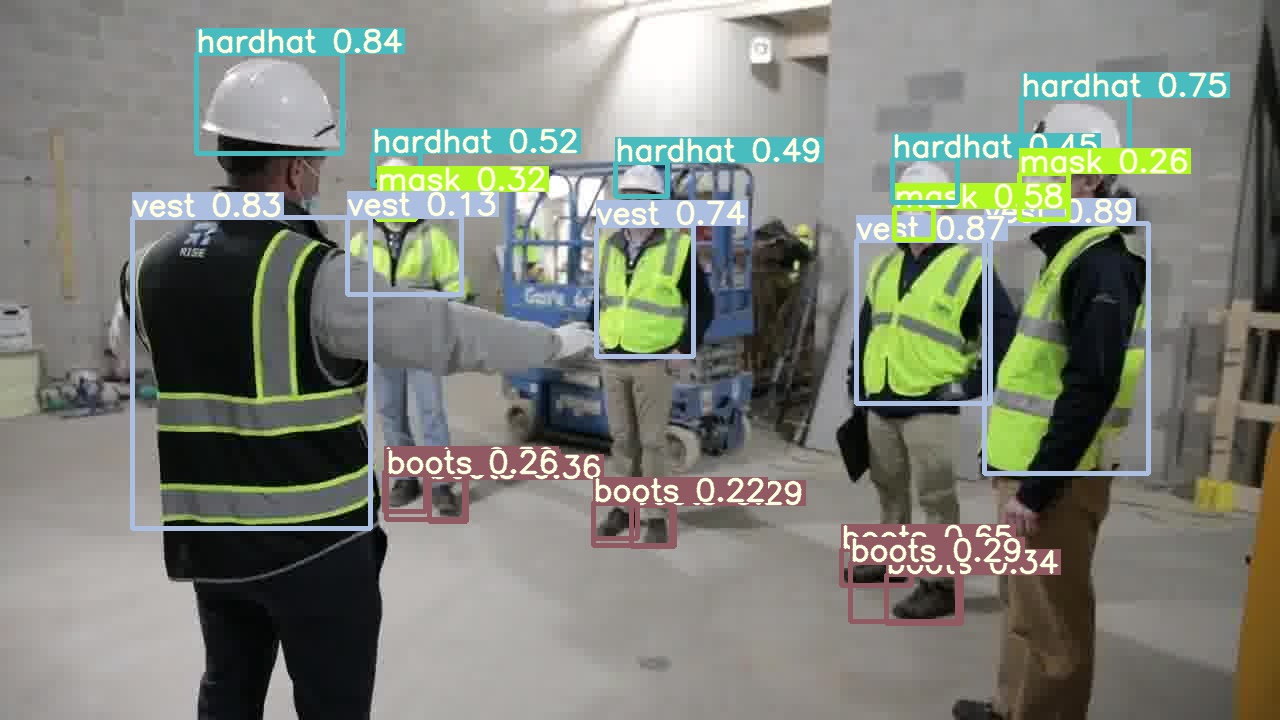 hardhat 0.84
hardhat 0.75
hardhat 0.52
hardhat 0.49
hardhat 0.45
mask 0.26
mask 0.32
mask 0.58
vest 0.83
vest 0.13
vest 0.74
vest 0.89
vest 0.87
RISE
boots 0.26
boots 0.22
boots 0.65
boots 0.29
boots 0.34